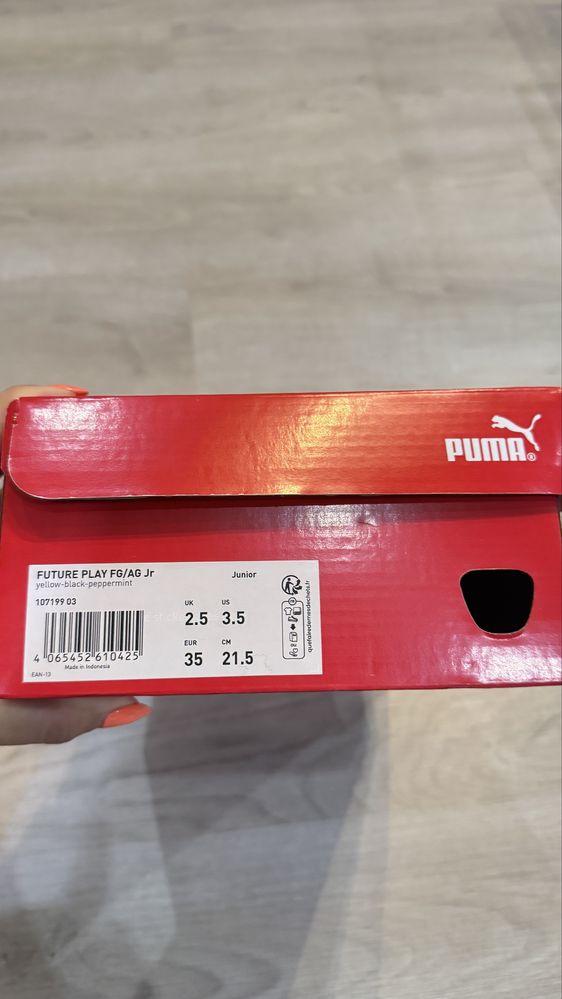 PUMA®
FUTURE PLAY FG/AG Jr Junior
yellow-black-peppermint
107199 03
UK US
2.5 3.5
EUR CM
35 21.5
4 065452 610425
Made in Indonesia
EAN-13
quefairedemesdechets.fr